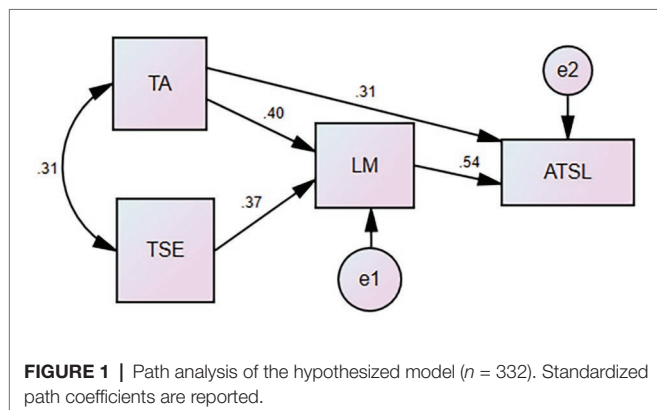 TA
e2
.31
.40
LM
.54
ATSL
.31
.37
TSE
e1
FIGURE 1 | Path analysis of the hypothesized model (n = 332). Standardized
path coefficients are reported.